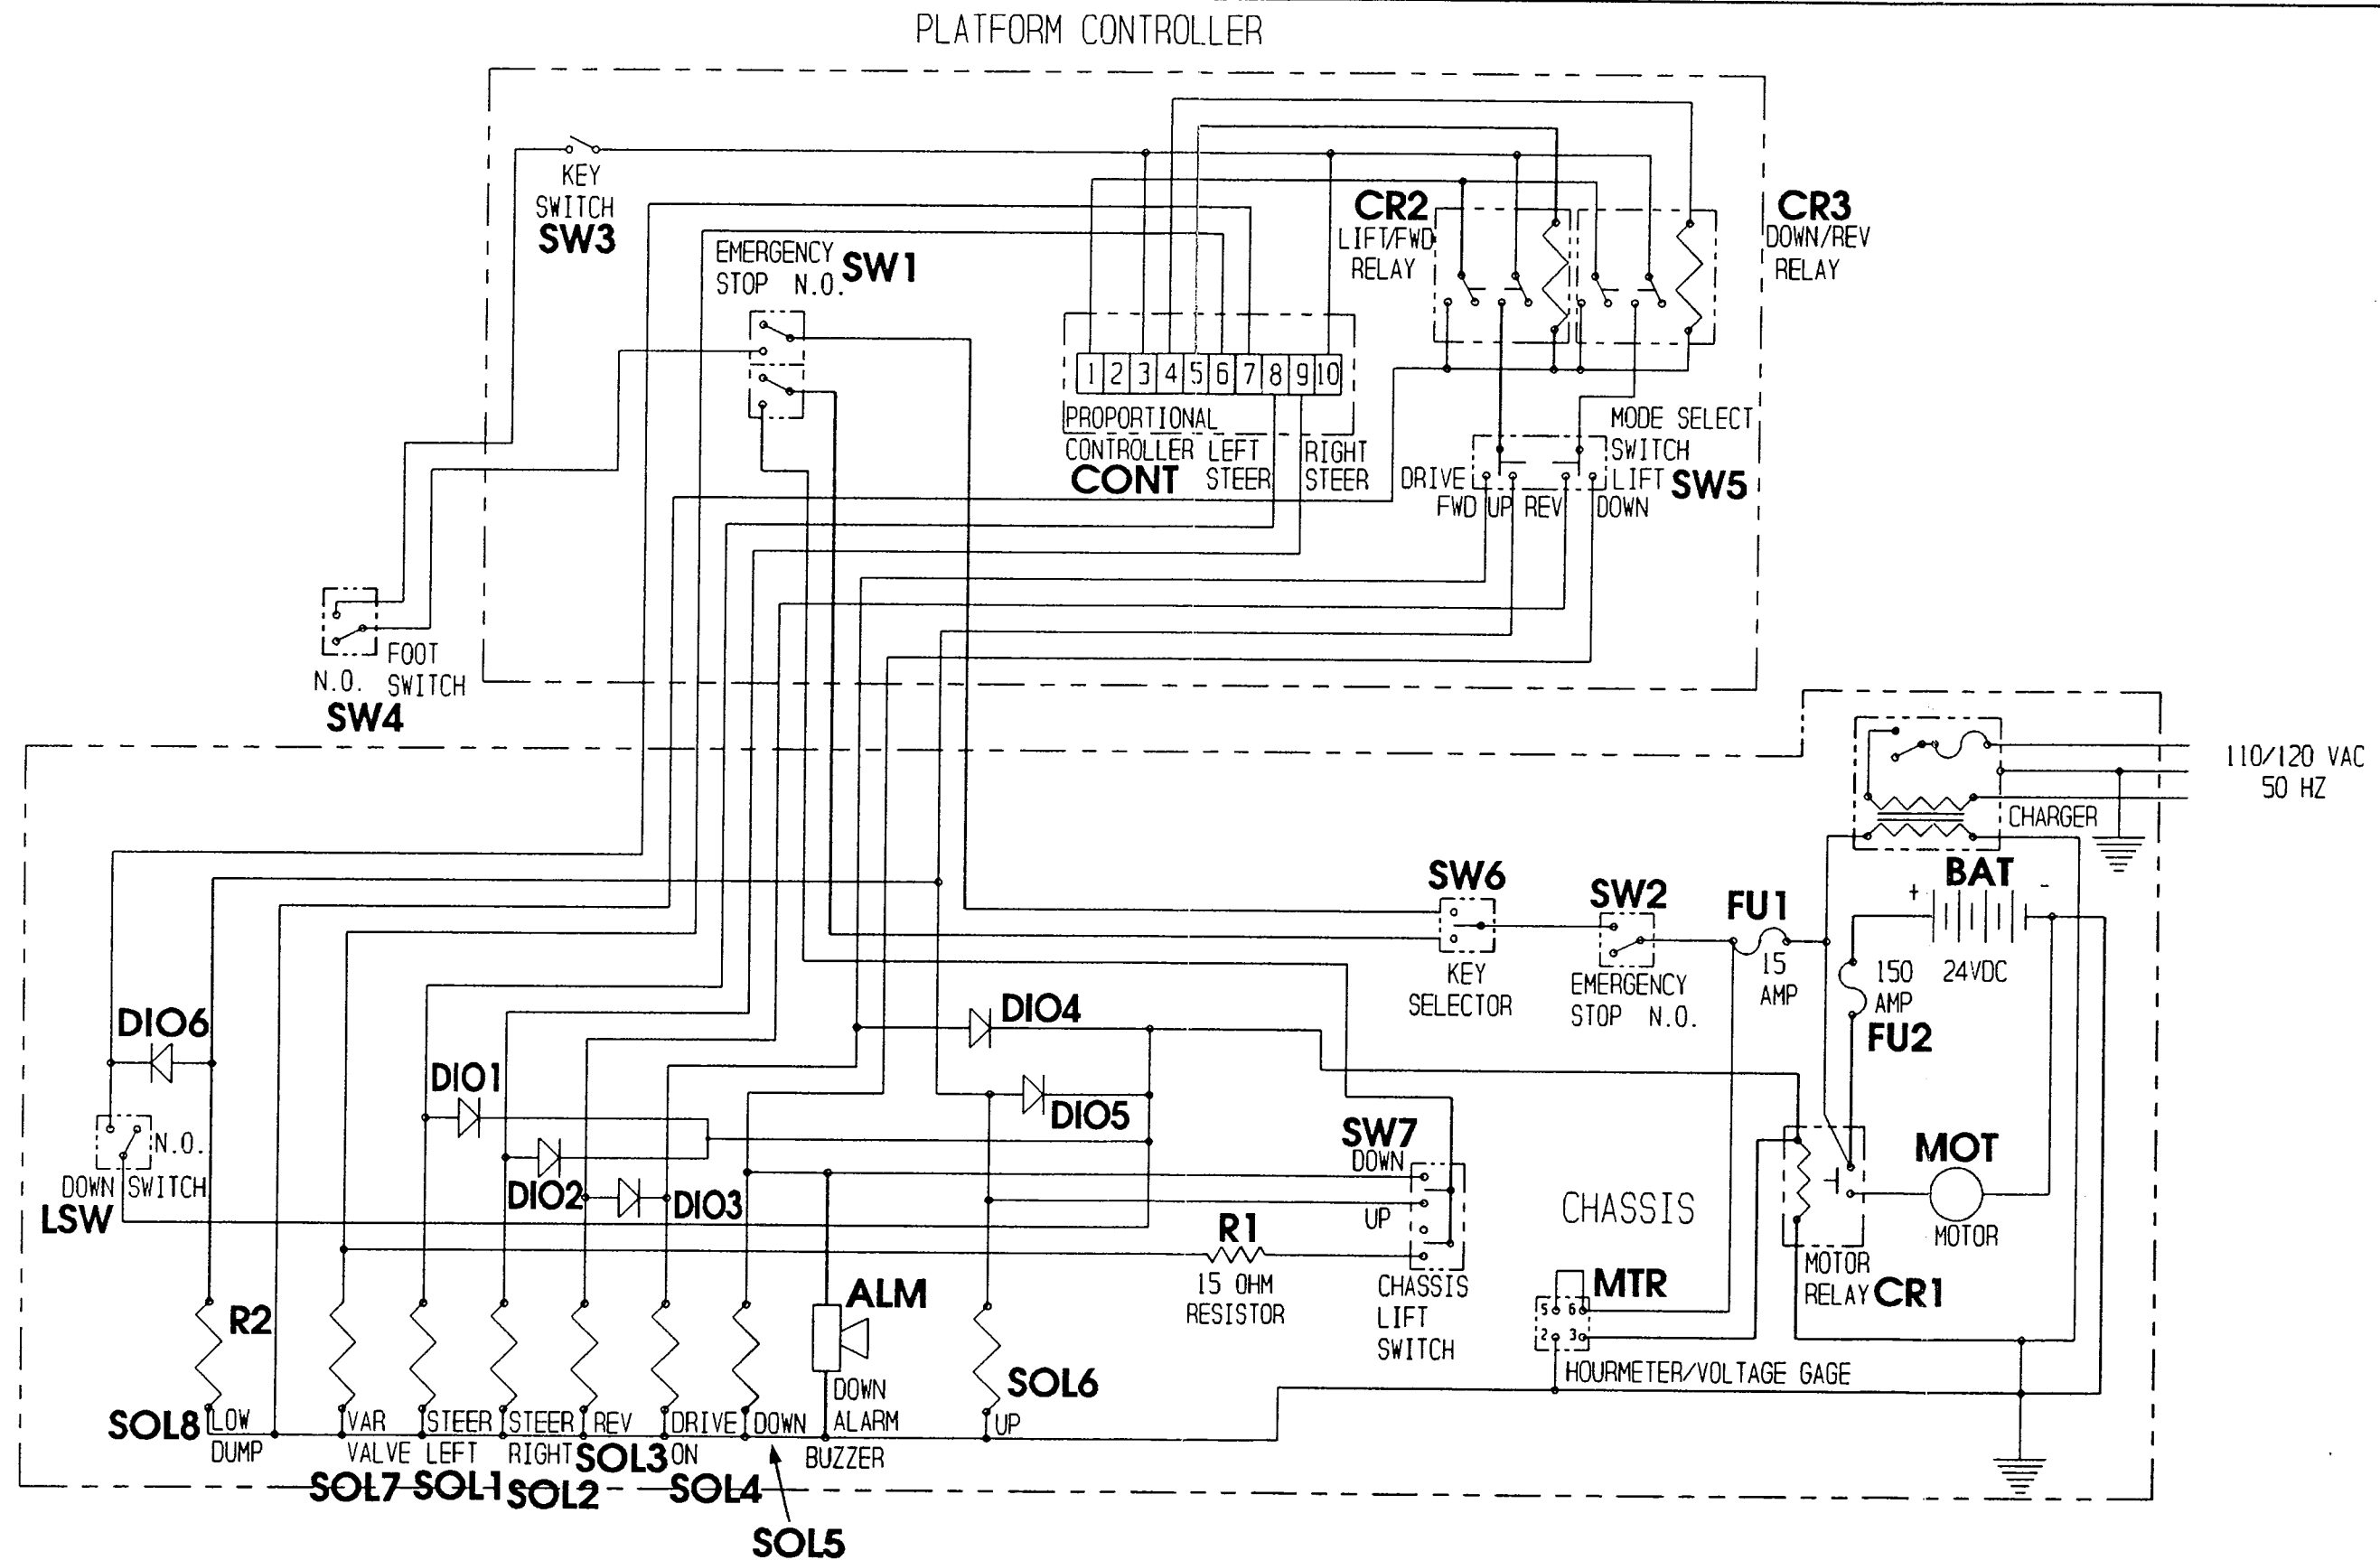 PLATFORM CONTROLLER
KEY
SWITCH
SW3
EMERGENCY
STOP N.O.
SW1
CR2
LIFT/FWD
RELAY
CR3
DOWN/REV
RELAY
1 2 3 4 5 6 7 8 9 10
PROPORTIONAL
CONTROLLER
CONT
LEFT
STEER
RIGHT
STEER
MODE SELECT
SWITCH
DRIVE
LIFT
SW5
FWD UP REV DOWN
FOOT
SWITCH
N.O.
SW4
110/120 VAC
50 HZ
CHARGER
BAT
+ -
24VDC
SW6
KEY
SELECTOR
SW2
EMERGENCY
STOP N.O.
FU1
15
AMP
150
AMP
FU2
DIO6
DIO4
DIO1
DIO5
DIO2
DIO3
N.O.
DOWN SWITCH
LSW
SW7
DOWN
UP
CHASSIS
LIFT
SWITCH
R1
15 OHM
RESISTOR
CHASSIS
MOT
MOTOR
MOTOR
RELAY
CR1
MTR
5 6
2 3
HOURMETER/VOLTAGE GAGE
R2
ALM
SOL6
SOL8
LOW
DUMP
VAR
VALVE
SOL7
STEER
LEFT
SOL1
STEER
RIGHT
SOL2
REV
SOL3
DRIVE
ON
SOL4
DOWN
SOL5
DOWN
ALARM
BUZZER
UP